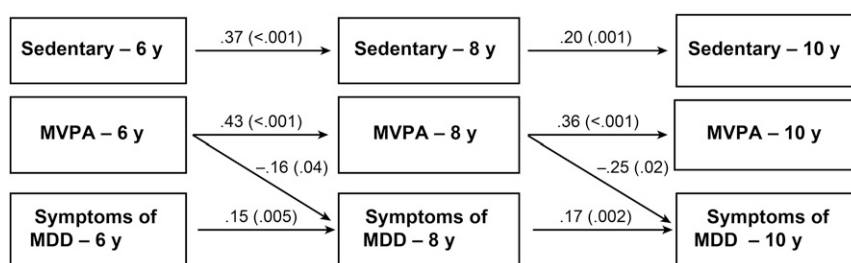 Sedentary – 6 y
.37 (<.001)
Sedentary – 8 y
.20 (.001)
Sedentary – 10 y
MVPA – 6 y
.43 (<.001)
MVPA – 8 y
.36 (<.001)
MVPA – 10 y
–.16 (.04)
–.25 (.02)
Symptoms of
MDD – 6 y
.15 (.005)
Symptoms of
MDD – 8 y
.17 (.002)
Symptoms of
MDD – 10 y